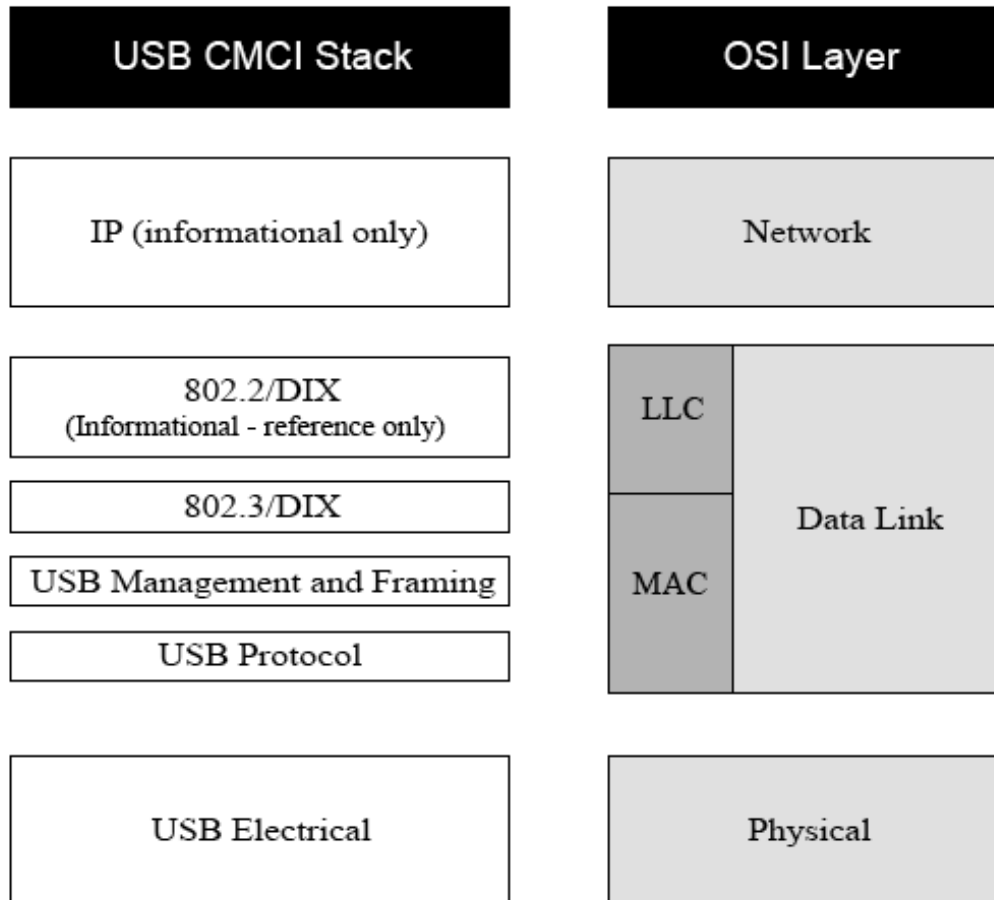 USB CMCI Stack
OSI Layer
IP (informational only)
Network
802.2/DIX
(Informational - reference only)
LLC
802.3/DIX
Data Link
USB Management and Framing
MAC
USB Protocol
USB Electrical
Physical